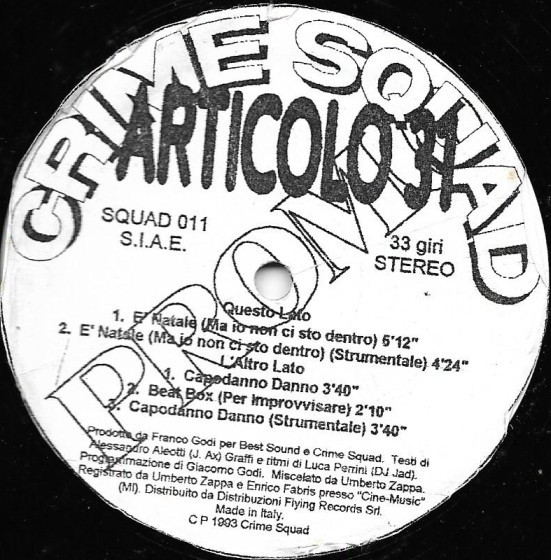 CRIME SQUAD
ARTICOLO 31
PROMO
SQUAD 011
S.I.A.E.
33 giri
STEREO
Questo Lato
1. E' Natale (Ma io non ci sto dentro) 5'12"
2. E' Natale (Ma io non ci sto dentro) (Strumentale) 4'24"
L'Altro Lato
1. Capodanno Danno 3'40"
2. Beat Box (Per Improvvisare) 2'10"
3. Capodanno Danno (Strumentale) 3'40"
Prodotto da Franco Godi per Best Sound e Crime Squad. Testi di
Alessandro Aleotti (J. Ax) Graffi e ritmi di Luca Perrini (DJ Jad).
Programmazione di Giacomo Godi. Miscelato da Umberto Zappa.
Registrato da Umberto Zappa e Enrico Fabris presso "Cine-Music"
(MI). Distribuito da Distribuzioni Flying Records Srl.
Made in Italy.
C P 1993 Crime Squad